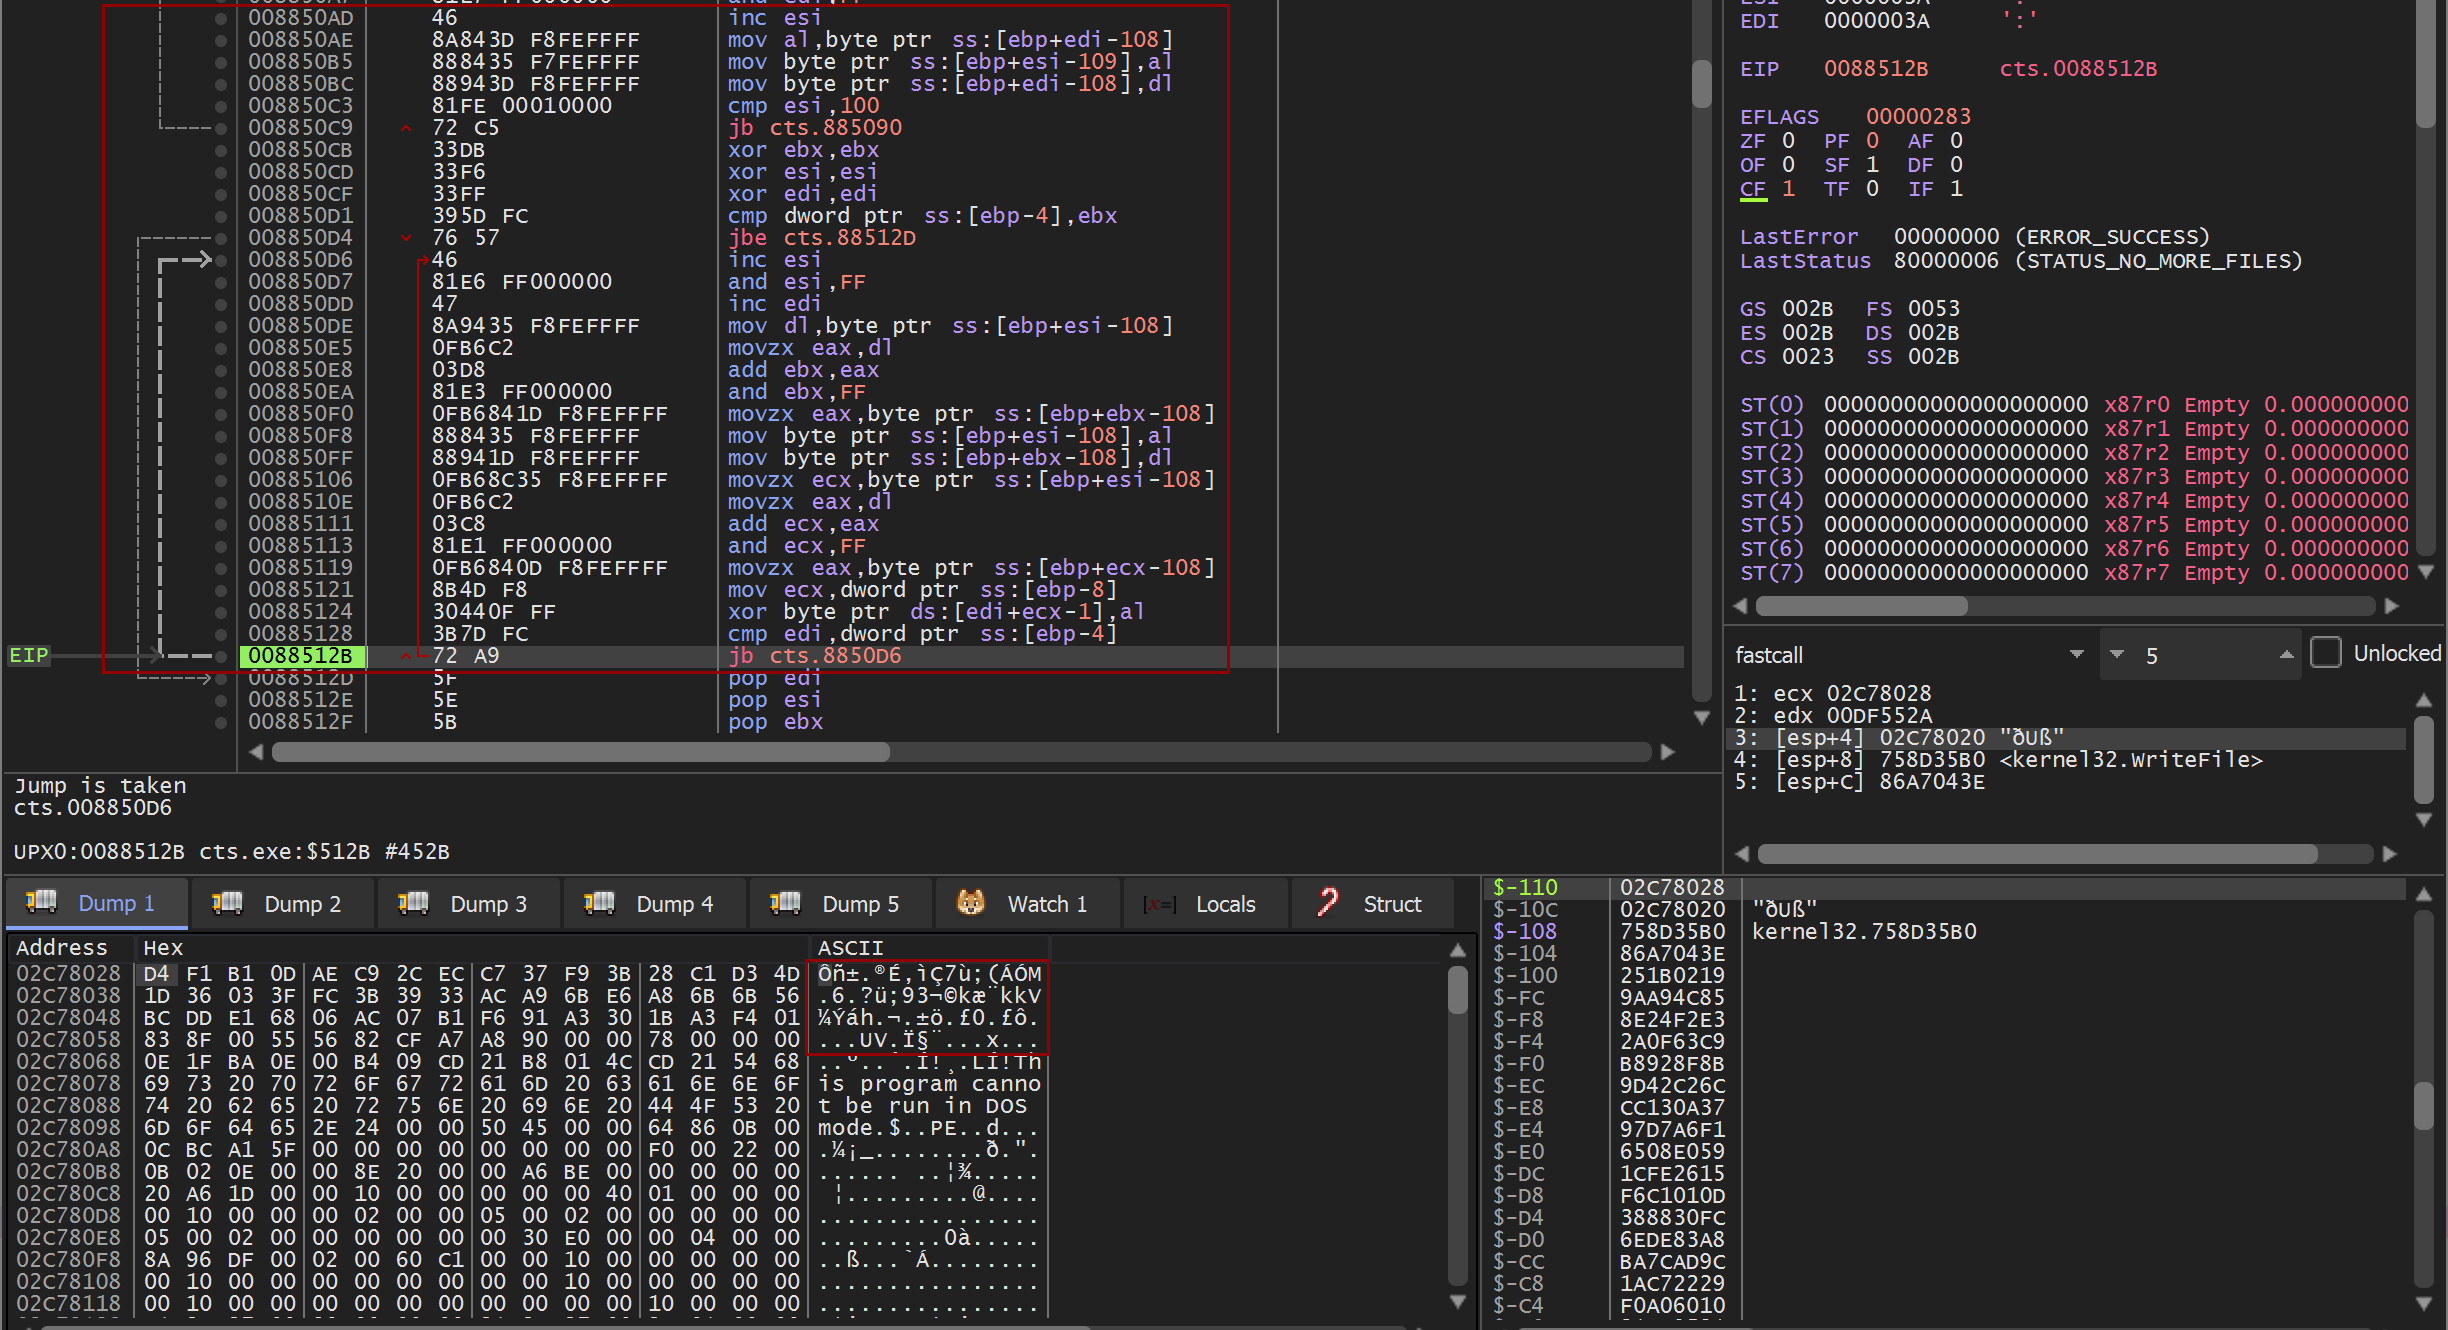 008850AD 46 inc esi
008850AE 8A843D F8FEFFFF mov al,byte ptr ss:[ebp+edi-108]
008850B5 888435 F7FEFFFF mov byte ptr ss:[ebp+esi-109],al
008850BC 88943D F8FEFFFF mov byte ptr ss:[ebp+edi-108],dl
008850C3 81FE 00010000 cmp esi,100
008850C9 72 C5 jb cts.885090
008850CB 33DB xor ebx,ebx
008850CD 33F6 xor esi,esi
008850CF 33FF xor edi,edi
008850D1 395D FC cmp dword ptr ss:[ebp-4],ebx
008850D4 76 57 jbe cts.88512D
008850D6 46 inc esi
008850D7 81E6 FF000000 and esi,FF
008850DD 47 inc edi
008850DE 8A9435 F8FEFFFF mov dl,byte ptr ss:[ebp+esi-108]
008850E5 0FB6C2 movzx eax,dl
008850E8 03D8 add ebx,eax
008850EA 81E3 FF000000 and ebx,FF
008850F0 0FB6841D F8FEFFFF movzx eax,byte ptr ss:[ebp+ebx-108]
008850F8 888435 F8FEFFFF mov byte ptr ss:[ebp+esi-108],al
008850FF 88941D F8FEFFFF mov byte ptr ss:[ebp+ebx-108],dl
00885106 0FB68C35 F8FEFFFF movzx ecx,byte ptr ss:[ebp+esi-108]
0088510E 0FB6C2 movzx eax,dl
00885111 03C8 add ecx,eax
00885113 81E1 FF000000 and ecx,FF
00885119 0FB6840D F8FEFFFF movzx eax,byte ptr ss:[ebp+ecx-108]
00885121 8B4D F8 mov ecx,dword ptr ss:[ebp-8]
00885124 30440F FF xor byte ptr ds:[edi+ecx-1],al
00885128 3B7D FC cmp edi,dword ptr ss:[ebp-4]
EIP 0088512B 72 A9 jb cts.8850D6
0088512D 5F pop edi
0088512E 5E pop esi
0088512F 5B pop ebx
Jump is taken
cts.008850D6
UPX0:0088512B cts.exe:$512B #452B
EDI 0000003A ':'
EIP 0088512B cts.0088512B
EFLAGS 00000283
ZF 0 PF 0 AF 0
OF 0 SF 1 DF 0
CF 1 TF 0 IF 1
LastError 00000000 (ERROR_SUCCESS)
LastStatus 80000006 (STATUS_NO_MORE_FILES)
GS 002B FS 0053
ES 002B DS 002B
CS 0023 SS 002B
ST(0) 00000000000000000000 x87r0 Empty 0.000000000
ST(1) 00000000000000000000 x87r1 Empty 0.000000000
ST(2) 00000000000000000000 x87r2 Empty 0.000000000
ST(3) 00000000000000000000 x87r3 Empty 0.000000000
ST(4) 00000000000000000000 x87r4 Empty 0.000000000
ST(5) 00000000000000000000 x87r5 Empty 0.000000000
ST(6) 00000000000000000000 x87r6 Empty 0.000000000
ST(7) 00000000000000000000 x87r7 Empty 0.000000000
fastcall 5 Unlocked
1: ecx 02C78028
2: edx 00DF552A
3: [esp+4] 02C78020 "ðUß"
4: [esp+8] 758D35B0 <kernel32.WriteFile>
5: [esp+C] 86A7043E
Dump 1 Dump 2 Dump 3 Dump 4 Dump 5 Watch 1 [x=] Locals Struct
Address Hex ASCII
02C78028 D4 F1 B1 0D AE C9 2C EC C7 37 F9 3B 28 C1 D3 4D Ôñ±.®É,ìÇ7ù;(ÁÓM
02C78038 1D 36 03 3F FC 3B 39 33 AC A9 6B E6 A8 6B 6B 56 .6.?ü;93¬©kæ¨kkV
02C78048 BC DD E1 68 06 AC 07 B1 F6 91 A3 30 1B A3 F4 01 ¼Ýáh.¬.±ö.£0.£ô.
02C78058 83 8F 00 55 56 82 CF A7 A8 90 00 00 78 00 00 00 ...UV.Ï§¨...x...
02C78068 0E 1F BA 0E 00 B4 09 CD 21 B8 01 4C CD 21 54 68 ..º..´.Í!¸.LÍ!Th
02C78078 69 73 20 70 72 6F 67 72 61 6D 20 63 61 6E 6E 6F is program canno
02C78088 74 20 62 65 20 72 75 6E 20 69 6E 20 44 4F 53 20 t be run in DOS
02C78098 6D 6F 64 65 2E 24 00 00 50 45 00 00 64 86 0B 00 mode.$..PE..d...
02C780A8 0C BC A1 5F 00 00 00 00 00 00 00 00 F0 00 22 00 .¼¡_........ð.".
02C780B8 0B 02 0E 00 00 8E 20 00 00 A6 BE 00 00 00 00 00 ...... ..¦¾.....
02C780C8 20 A6 1D 00 00 10 00 00 00 00 00 40 01 00 00 00 ¦.........@....
02C780D8 00 10 00 00 00 02 00 00 05 00 02 00 00 00 00 00 ................
02C780E8 05 00 02 00 00 00 00 00 00 30 E0 00 00 04 00 00 .........0à.....
02C780F8 8A 96 DF 00 02 00 60 C1 00 00 10 00 00 00 00 00 ..ß...`Á........
02C78108 00 10 00 00 00 00 00 00 00 00 10 00 00 00 00 00 ................
02C78118 00 10 00 00 00 00 00 00 00 00 00 00 10 00 00 00 ................
$-110 02C78028
$-10C 02C78020 "ðUß"
$-108 758D35B0 kernel32.758D35B0
$-104 86A7043E
$-100 251B0219
$-FC 9AA94C85
$-F8 8E24F2E3
$-F4 2A0F63C9
$-F0 B8928F8B
$-EC 9D42C26C
$-E8 CC130A37
$-E4 97D7A6F1
$-E0 6508E059
$-DC 1CFE2615
$-D8 F6C1010D
$-D4 388830FC
$-D0 6EDE83A8
$-CC BA7CAD9C
$-C8 1AC72229
$-C4 F0A06010